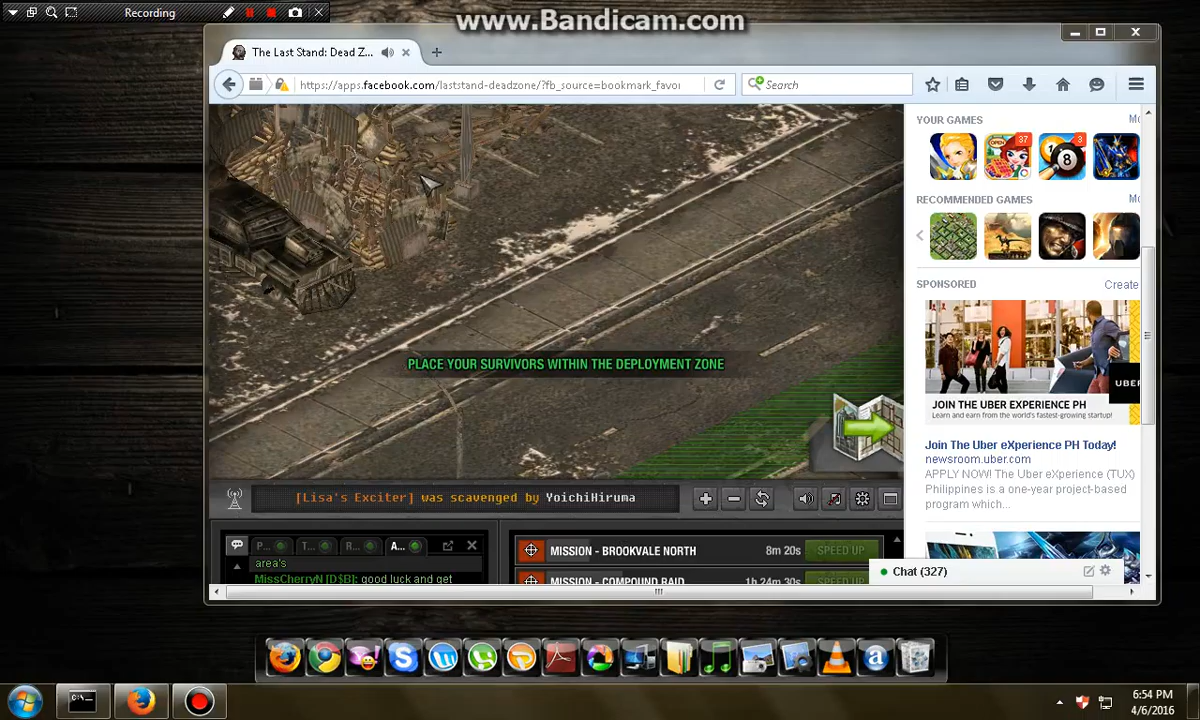 Recording
www.Bandicam.com
The Last Stand: Dead Z...
https://apps.facebook.com/laststand-deadzone/?fb_source=bookmark_favor
Search
YOUR GAMES
Mo
37
3
RECOMMENDED GAMES
Mo
SPONSORED
Create
UBER
JOIN THE UBER EXPERIENCE PH
Learn and earn from the world's fastest-growing startup!
Join The Uber eXperience PH Today!
newsroom.uber.com
APPLY NOW! The Uber eXperience (TUX)
Philippines is a one-year project-based
program which...
PLACE YOUR SURVIVORS WITHIN THE DEPLOYMENT ZONE
[Lisa's Exciter] was scavenged by YoichiHiruma
P...
T...
R...
A...
area's
MissCherryN [D$B]: good luck and get
MISSION - BROOKVALE NORTH
8m 20s
SPEED UP
MISSION - COMPOUND RAID
1h 24m 30s
SPEED UP
Chat (327)
6:54 PM
4/6/2016